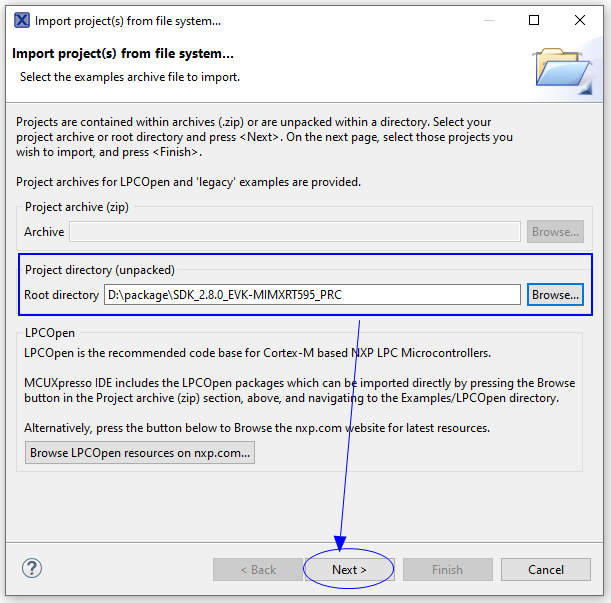 Import project(s) from file system...
Import project(s) from file system...
Select the examples archive file to import.
Projects are contained within archives (.zip) or are unpacked within a directory. Select your
project archive or root directory and press <Next>. On the next page, select those projects you
wish to import, and press <Finish>.
Project archives for LPCOpen and 'legacy' examples are provided.
Project archive (zip)
Archive Browse...
Project directory (unpacked)
Root directory D:\package\SDK_2.8.0_EVK-MIMXRT595_PRC Browse...
LPCOpen
LPCOpen is the recommended code base for Cortex-M based NXP LPC Microcontrollers.
MCUXpresso IDE includes the LPCOpen packages which can be imported directly by pressing the Browse
button in the Project archive (zip) section, above, and navigating to the Examples/LPCOpen directory.
Alternatively, press the button below to Browse the nxp.com website for latest resources.
Browse LPCOpen resources on nxp.com...
? < Back Next > Finish Cancel